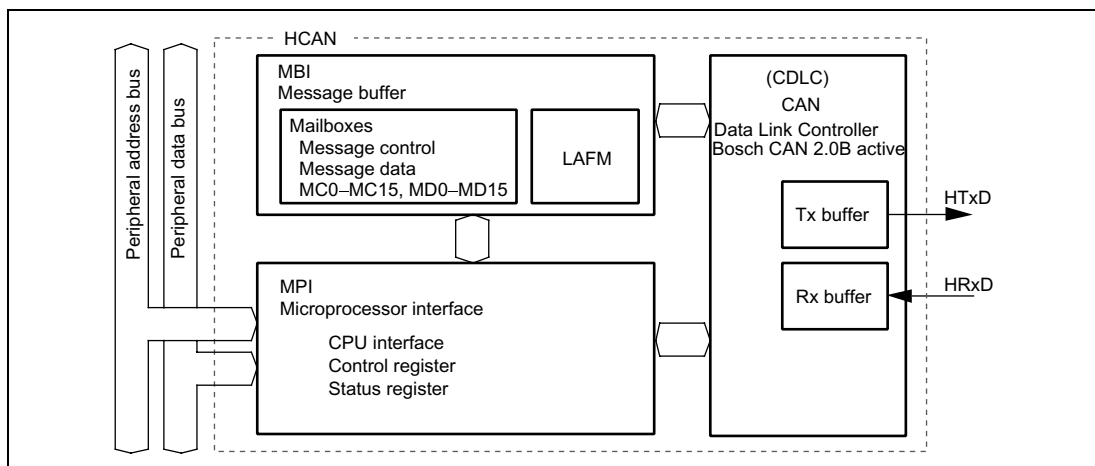 Peripheral address bus
Peripheral data bus
HCAN
MBI
Message buffer
Mailboxes
Message control
Message data
MC0–MC15, MD0–MD15
LAFM
(CDLC)
CAN
Data Link Controller
Bosch CAN 2.0B active
Tx buffer
HTxD
Rx buffer
HRxD
MPI
Microprocessor interface
CPU interface
Control register
Status register